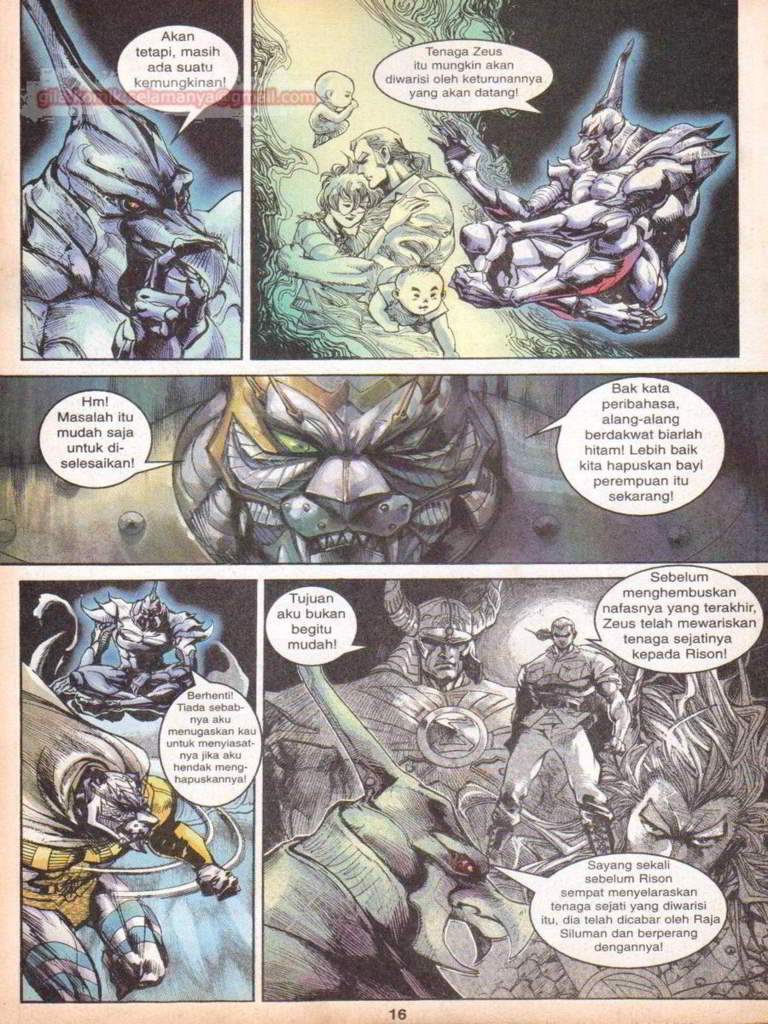 Akan
tetapi, masih
ada suatu
kemungkinan!
gilakomik.selamanya@gmail.com
Tenaga Zeus
itu mungkin akan
diwarisi oleh keturunannya
yang akan datang!
Hm!
Masalah itu
mudah saja
untuk di-
selesaikan!
Bak kata
peribahasa,
alang-alang
berdakwat biarlah
hitam! Lebih baik
kita hapuskan bayi
perempuan itu
sekarang!
Berhenti!
Tiada sebab-
nya aku
menugaskan kau
untuk menyiasat-
nya jika aku
hendak meng-
hapuskannya!
Tujuan
aku bukan
begitu
mudah!
Sebelum
menghembuskan
nafasnya yang terakhir,
Zeus telah mewariskan
tenaga sejatinya
kepada Rison!
Sayang sekali
sebelum Rison
sempat menyelaraskan
tenaga sejati yang diwarisi
itu, dia telah dicabar oleh Raja
Siluman dan berperang
dengannya!
16